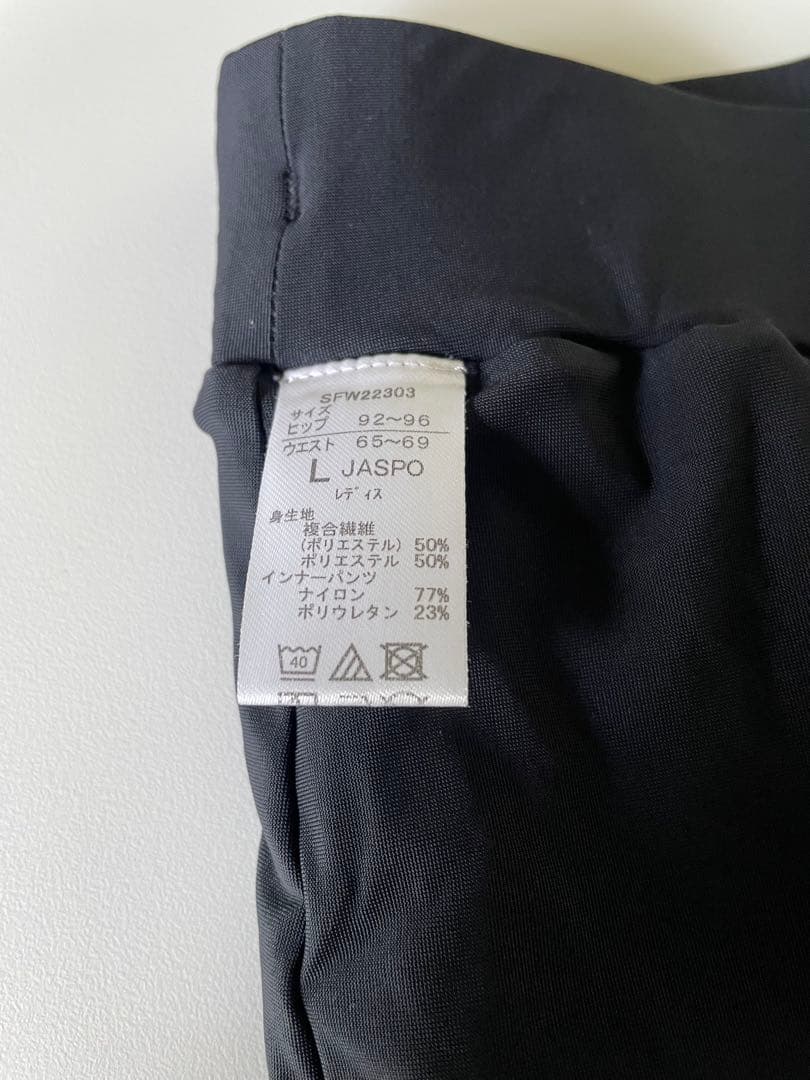 SFW22303
サイズ
ヒップ 92〜96
ウエスト 65〜69
L JASPO
レディス
身生地
複合繊維
(ポリエステル) 50%
ポリエステル 50%
インナーパンツ
ナイロン 77%
ポリウレタン 23%
40